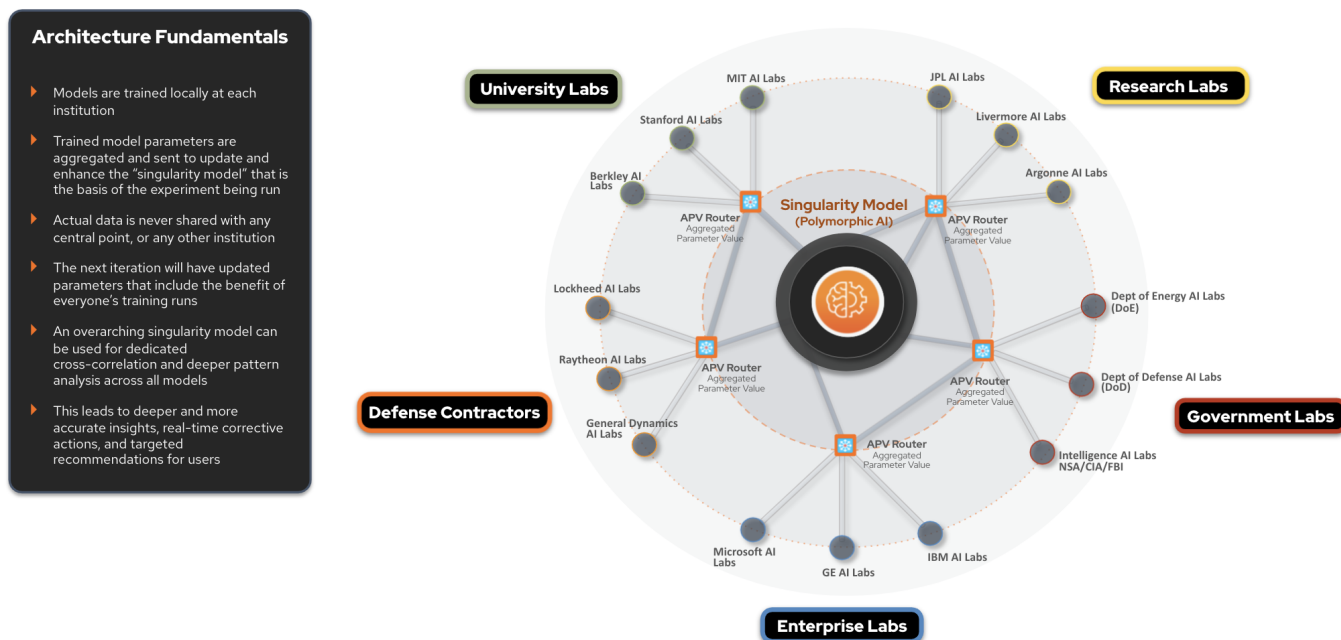 Architecture Fundamentals
Models are trained locally at each
institution
Trained model parameters are
aggregated and sent to update and
enhance the “singularity model” that is
the basis of the experiment being run
Actual data is never shared with any
central point, or any other institution
The next iteration will have updated
parameters that include the benefit of
everyone’s training runs
An overarching singularity model can
be used for dedicated
cross-correlation and deeper pattern
analysis across all models
This leads to deeper and more
accurate insights, real-time corrective
actions, and targeted
recommendations for users
University Labs
MIT AI Labs
Stanford AI Labs
Berkley AI
Labs
APV Router
Aggregated
Parameter Value
Research Labs
JPL AI Labs
Livermore AI Labs
Argonne AI Labs
APV Router
Aggregated
Parameter Value
Singularity Model
(Polymorphic AI)
Defense Contractors
Lockheed AI Labs
Raytheon AI Labs
General Dynamics
AI Labs
APV Router
Aggregated
Parameter Value
Government Labs
Dept of Energy AI Labs
(DoE)
Dept of Defense AI Labs
(DoD)
Intelligence AI Labs
NSA/CIA/FBI
APV Router
Aggregated
Parameter Value
APV Router
Aggregated
Parameter Value
Microsoft AI
Labs
GE AI Labs
IBM AI Labs
Enterprise Labs